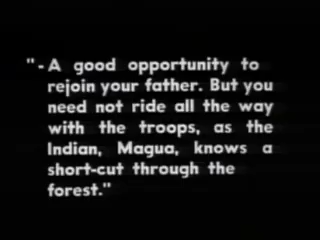 "-A good opportunity to
rejoin your father. But you
need not ride all the way
with the troops, as the
Indian, Magua, knows a
short-cut through the
forest."